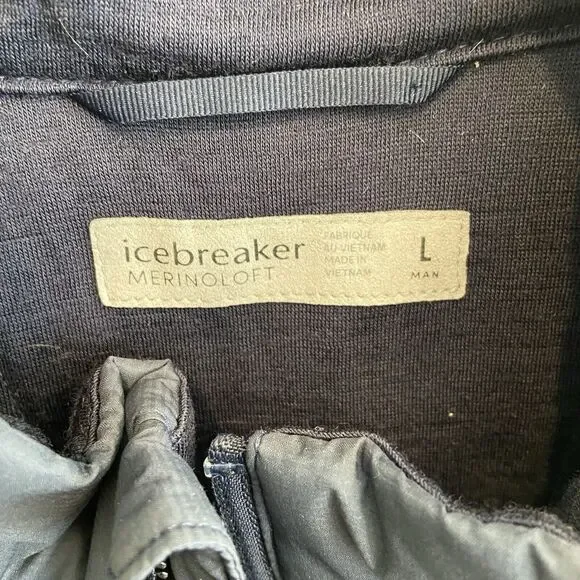 icebreaker
MERINOLOFT
FABRIQUE
AU VIETNAM
MADE IN
VIETNAM
L
MAN